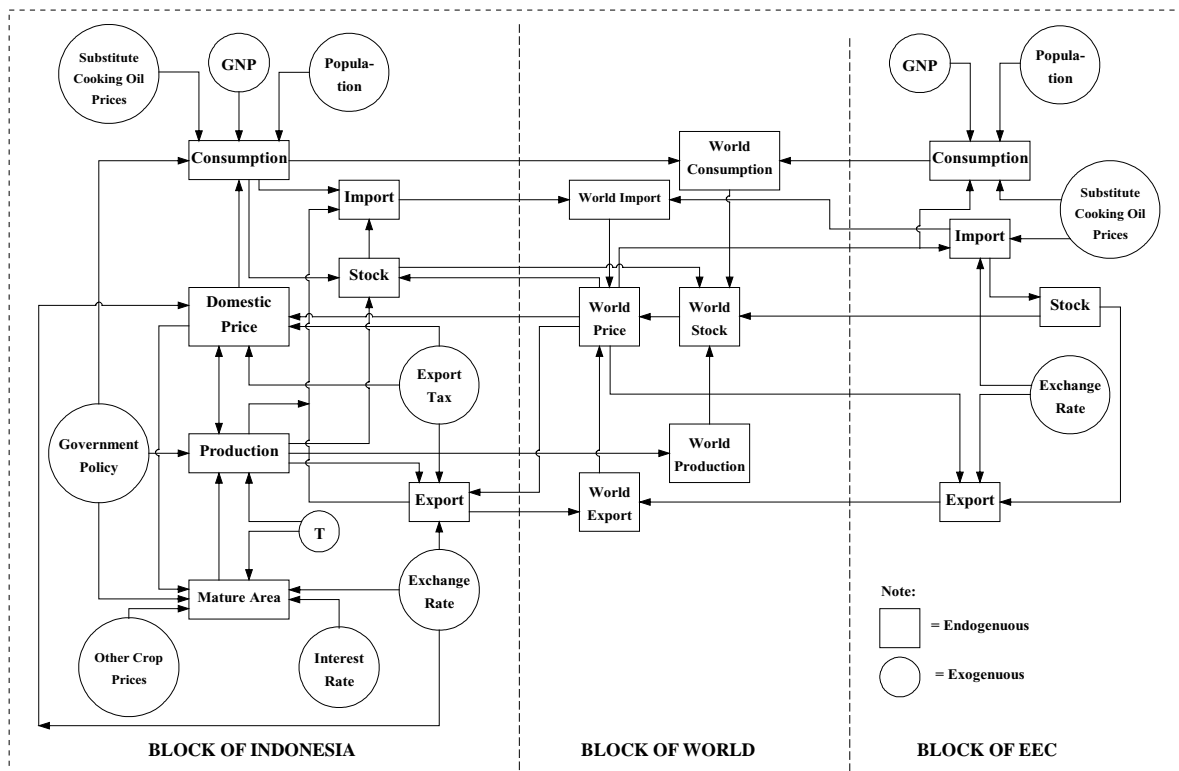 Substitute
Cooking Oil
Prices
GNP
Popula-
tion
Consumption
Import
Stock
Domestic
Price
Export
Tax
Government
Policy
Production
Export
T
Mature Area
Exchange
Rate
Other Crop
Prices
Interest
Rate
BLOCK OF INDONESIA
World
Consumption
World Import
World
Price
World
Stock
World
Production
World
Export
BLOCK OF WORLD
GNP
Popula-
tion
Consumption
Substitute
Cooking Oil
Prices
Import
Stock
Exchange
Rate
Export
Note:
= Endogenuous
= Exogenuous
BLOCK OF EEC